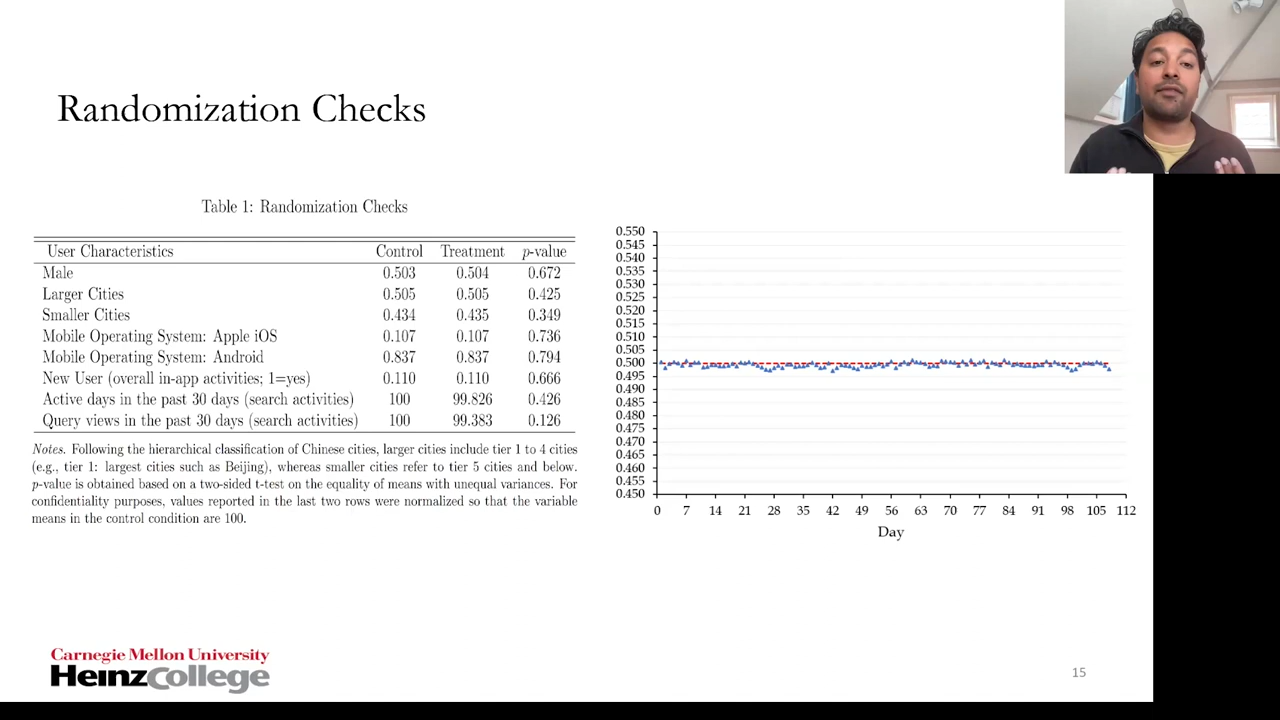 Randomization Checks
Table 1: Randomization Checks
User Characteristics Control Treatment p-value
Male 0.503 0.504 0.672
Larger Cities 0.505 0.505 0.425
Smaller Cities 0.434 0.435 0.349
Mobile Operating System: Apple iOS 0.107 0.107 0.736
Mobile Operating System: Android 0.837 0.837 0.794
New User (overall in-app activities; 1=yes) 0.110 0.110 0.666
Active days in the past 30 days (search activities) 100 99.826 0.426
Query views in the past 30 days (search activities) 100 99.383 0.126
Notes. Following the hierarchical classification of Chinese cities, larger cities include tier 1 to 4 cities
(e.g., tier 1: largest cities such as Beijing), whereas smaller cities refer to tier 5 cities and below.
p-value is obtained based on a two-sided t-test on the equality of means with unequal variances. For
confidentiality purposes, values reported in the last two rows were normalized so that the variable
means in the control condition are 100.
0.550
0.545
0.540
0.535
0.530
0.525
0.520
0.515
0.510
0.505
0.500
0.495
0.490
0.485
0.480
0.475
0.470
0.465
0.460
0.455
0.450
0 7 14 21 28 35 42 49 56 63 70 77 84 91 98 105 112
Day
Carnegie Mellon University
HeinzCollege
15